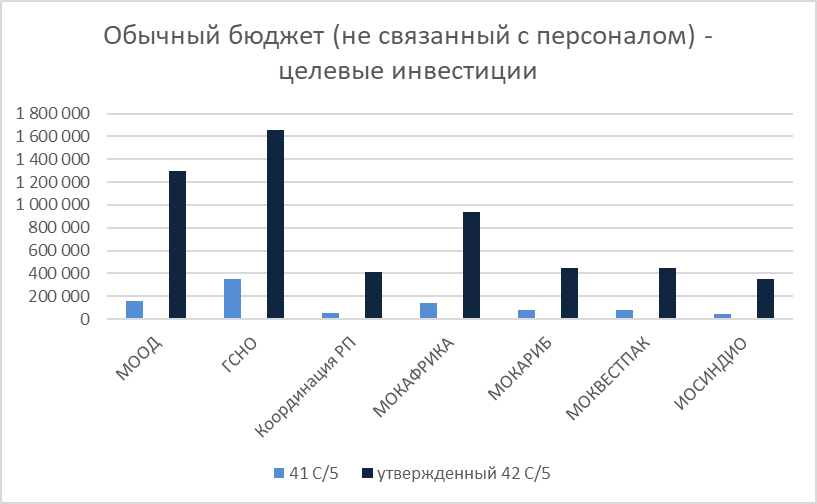 Обычный бюджет (не связанный с персоналом) -
целевые инвестиции
1 800 000
1 600 000
1 400 000
1 200 000
1 000 000
800 000
600 000
400 000
200 000
0
МООД
ГСНО
Координация РП
МОКАФРИКА
МОКАРИБ
МОКВЕСТПАК
ИОСИНДИО
41 C/5
утвержденный 42 C/5